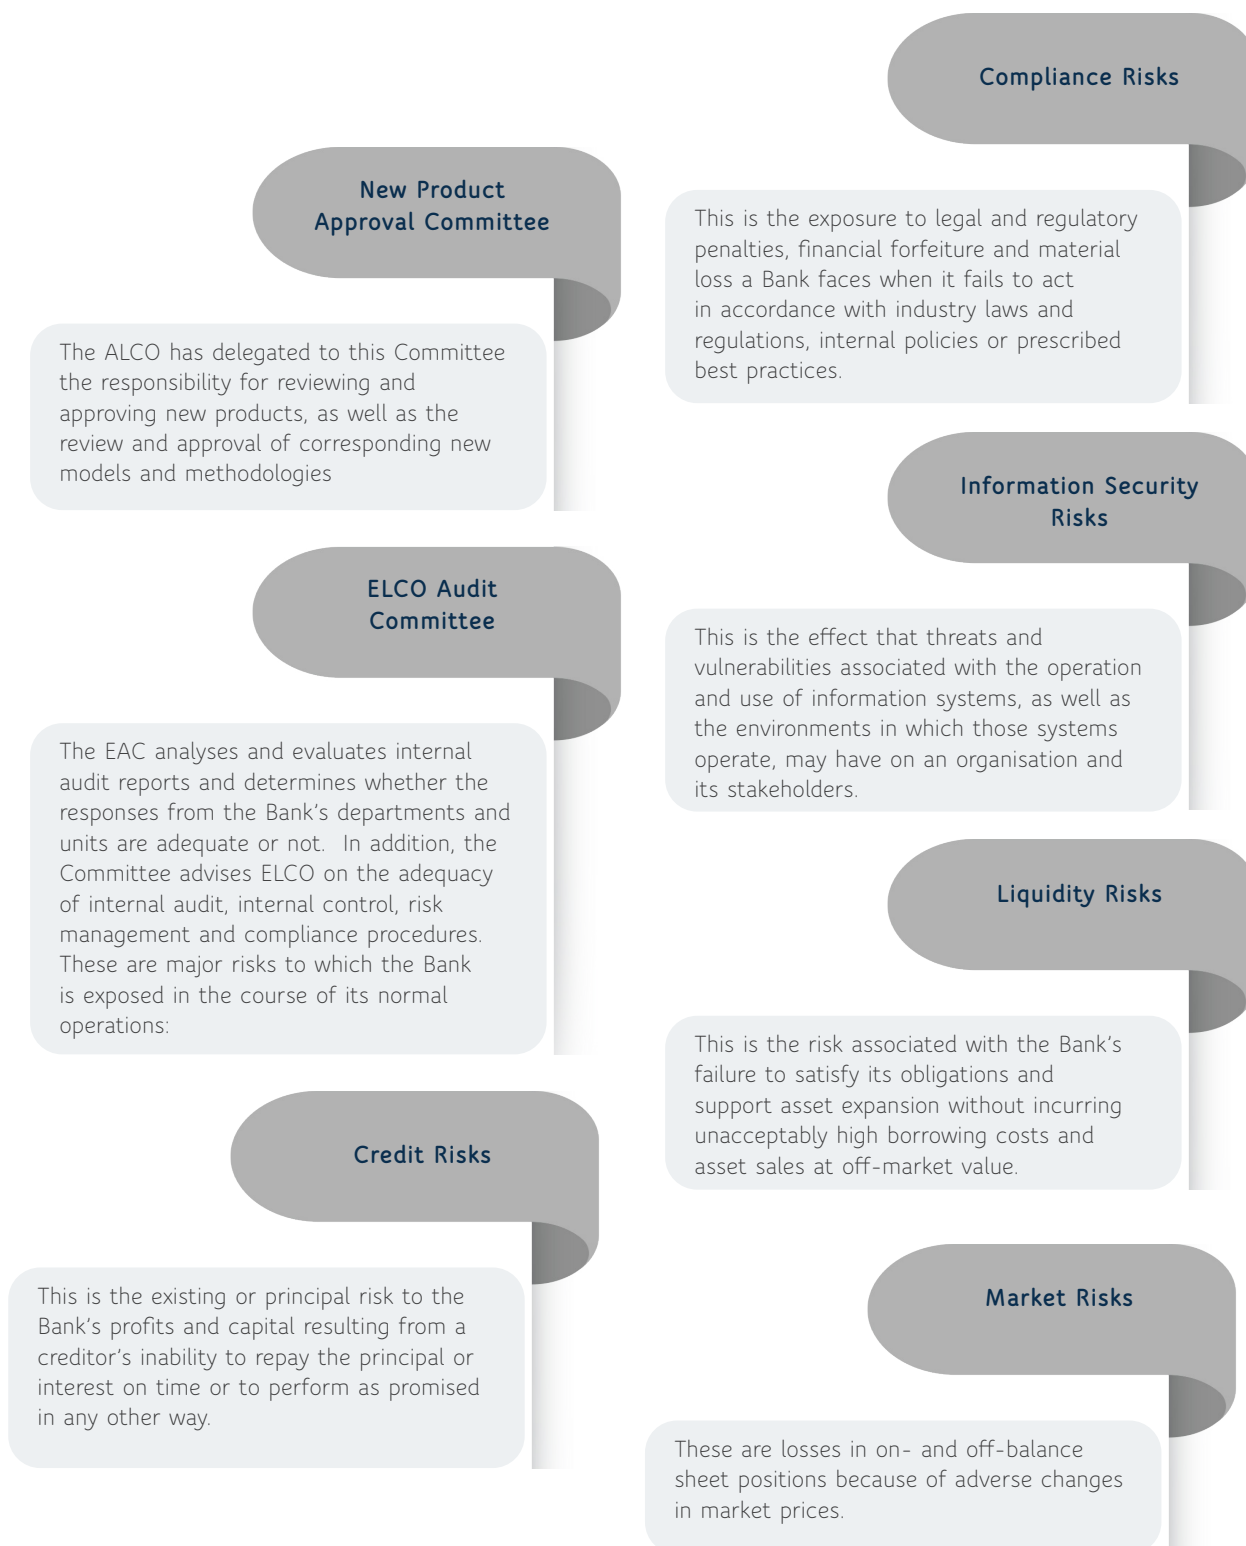 New Product
Approval Committee
The ALCO has delegated to this Committee
the responsibility for reviewing and
approving new products, as well as the
review and approval of corresponding new
models and methodologies
ELCO Audit
Committee
The EAC analyses and evaluates internal
audit reports and determines whether the
responses from the Bank's departments and
units are adequate or not.  In addition, the
Committee advises ELCO on the adequacy
of internal audit, internal control, risk
management and compliance procedures.
These are major risks to which the Bank
is exposed in the course of its normal
operations:
Credit Risks
This is the existing or principal risk to the
Bank's profits and capital resulting from a
creditor's inability to repay the principal or
interest on time or to perform as promised
in any other way.
Compliance Risks
This is the exposure to legal and regulatory
penalties, financial forfeiture and material
loss a Bank faces when it fails to act
in accordance with industry laws and
regulations, internal policies or prescribed
best practices.
Information Security
Risks
This is the effect that threats and
vulnerabilities associated with the operation
and use of information systems, as well as
the environments in which those systems
operate, may have on an organisation and
its stakeholders.
Liquidity Risks
This is the risk associated with the Bank's
failure to satisfy its obligations and
support asset expansion without incurring
unacceptably high borrowing costs and
asset sales at off-market value.
Market Risks
These are losses in on- and off-balance
sheet positions because of adverse changes
in market prices.